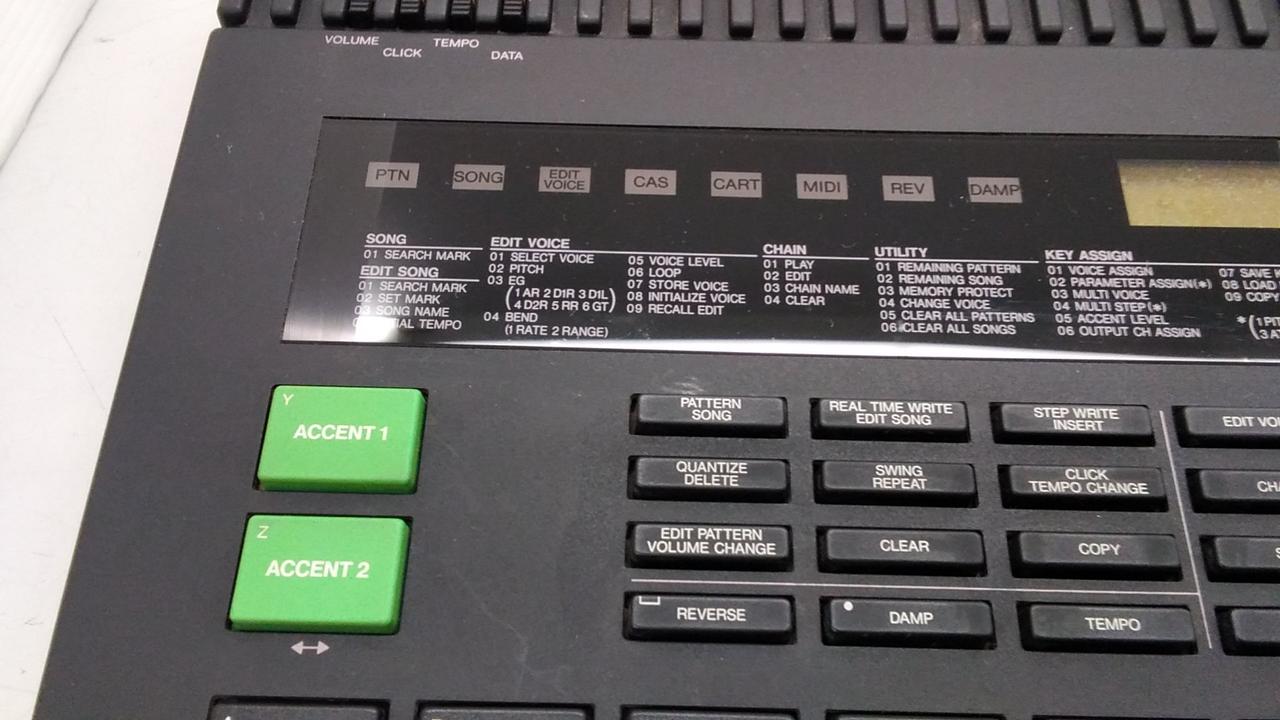 VOLUME
CLICK
TEMPO
DATA
PTN
SONG
EDIT
VOICE
CAS
CART
MIDI
REV
DAMP
SONG
01 SEARCH MARK
EDIT SONG
01 SEARCH MARK
02 SET MARK
03 SONG NAME
TEMPO
EDIT VOICE
01 SELECT VOICE
02 PITCH
03 EG
(1 AR 2 D1R 3 D1L
4 D2R 5 RR 6 GT)
04 BEND
(1 RATE 2 RANGE)
05 VOICE LEVEL
06 LOOP
07 STORE VOICE
08 INITIALIZE VOICE
09 RECALL EDIT
CHAIN
01 PLAY
02 EDIT
03 CHAIN NAME
04 CLEAR
UTILITY
01 REMAINING PATTERN
02 REMAINING SONG
03 MEMORY PROTECT
04 CHANGE VOICE
05 CLEAR ALL PATTERNS
06 CLEAR ALL SONGS
KEY ASSIGN
01 VOICE ASSIGN
02 PARAMETER ASSIGN(*)
03 MULTI VOICE
04 MULTI STEP(*)
05 ACCENT LEVEL
06 OUTPUT CH ASSIGN
07 SAVE
08 LOAD
09 COPY
Y
ACCENT 1
Z
ACCENT 2
PATTERN
SONG
REAL TIME WRITE
EDIT SONG
STEP WRITE
INSERT
EDIT
QUANTIZE
DELETE
SWING
REPEAT
CLICK
TEMPO CHANGE
EDIT PATTERN
VOLUME CHANGE
CLEAR
COPY
REVERSE
DAMP
TEMPO